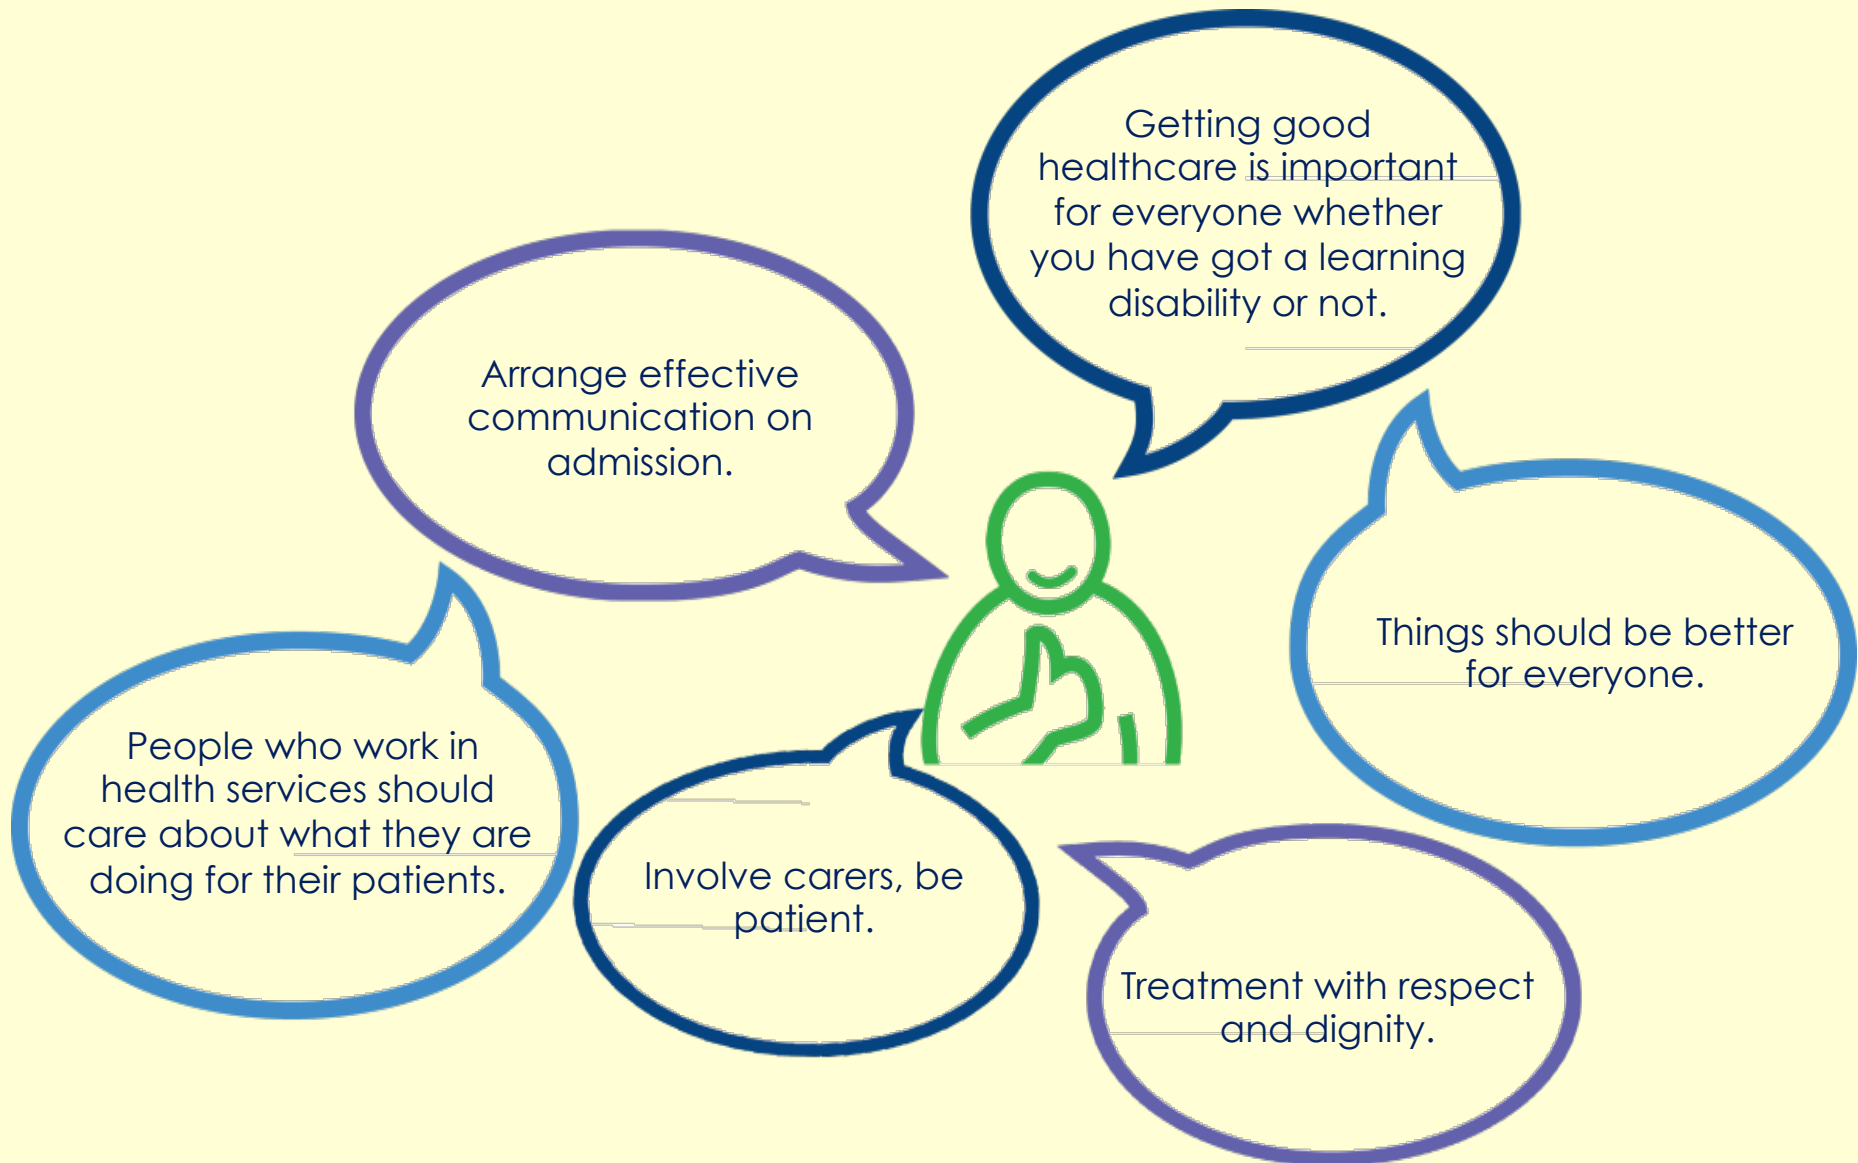 Getting good
healthcare is important
for everyone whether
you have got a learning
disability or not.
Arrange effective
communication on
admission.
Things should be better
for everyone.
People who work in
health services should
care about what they are
doing for their patients.
Involve carers, be
patient.
Treatment with respect
and dignity.